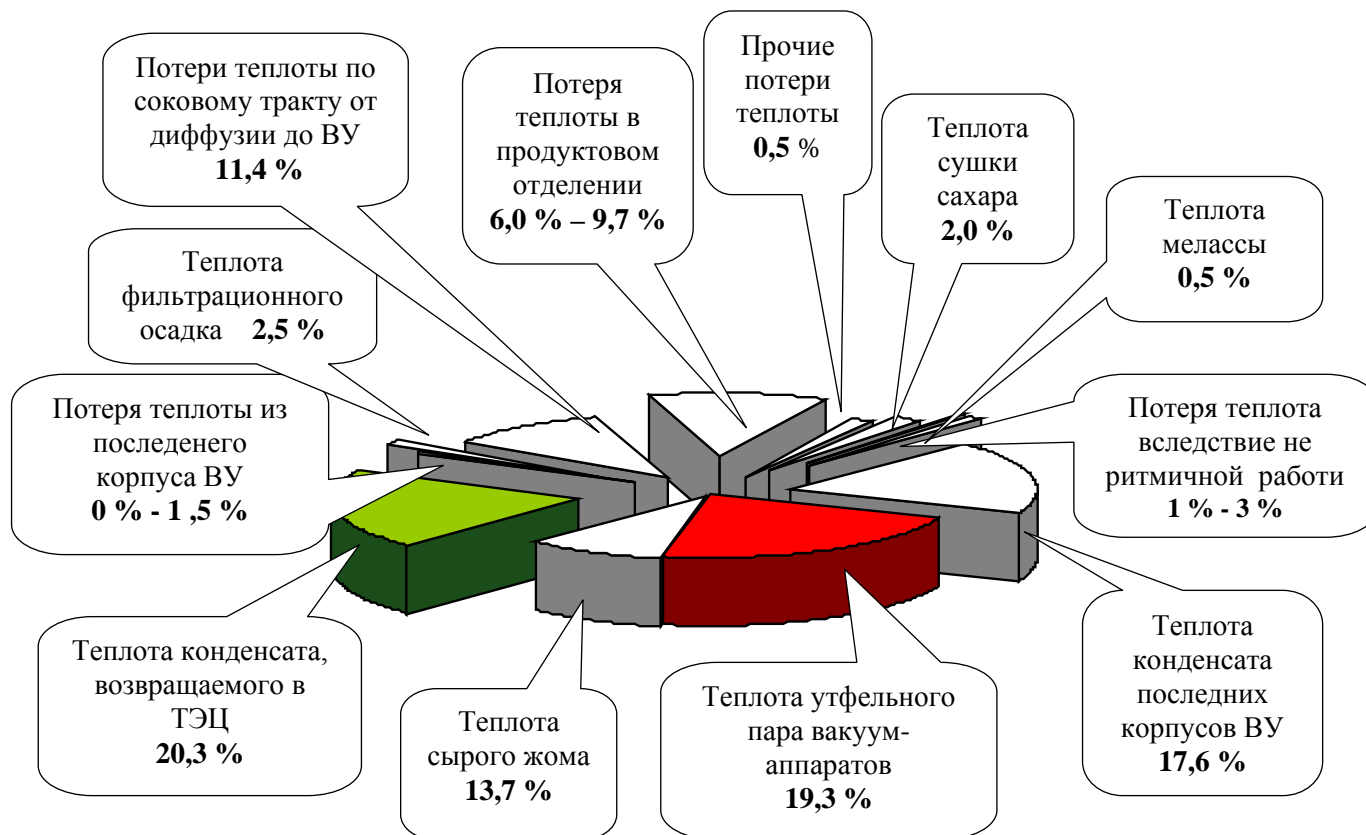 Потери теплоты по
соковому тракту от
диффузии до ВУ
11,4 %
Потеря
теплоты в
продуктовом
отделении
6,0 % – 9,7 %
Прочие
потери
теплоты
0,5 %
Теплота
сушки
сахара
2,0 %
Теплота
мелассы
0,5 %
Теплота
фильтрационного
осадка 2,5 %
Потеря теплоты из
последенего
корпуса ВУ
0 % - 1 ,5 %
Потеря теплота
вследствие не
ритмичной работи
1 % - 3 %
Теплота конденсата,
возвращаемого в
ТЭЦ
20,3 %
Теплота
сырого жома
13,7 %
Теплота утфельного
пара вакуум-
аппаратов
19,3 %
Теплота
конденсата
последних
корпусов ВУ
17,6 %